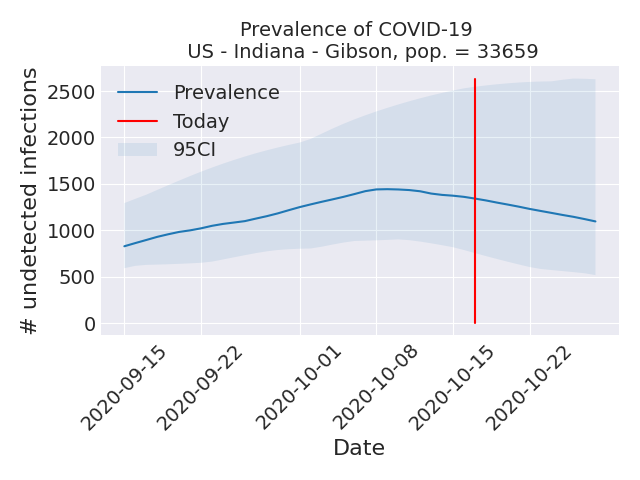 Prevalence of COVID-19
US - Indiana - Gibson, pop. = 33659
# undetected infections
2500
2000
1500
1000
500
0
Prevalence
Today
95CI
2020-09-15
2020-09-22
2020-10-01
2020-10-08
2020-10-15
2020-10-22
Date